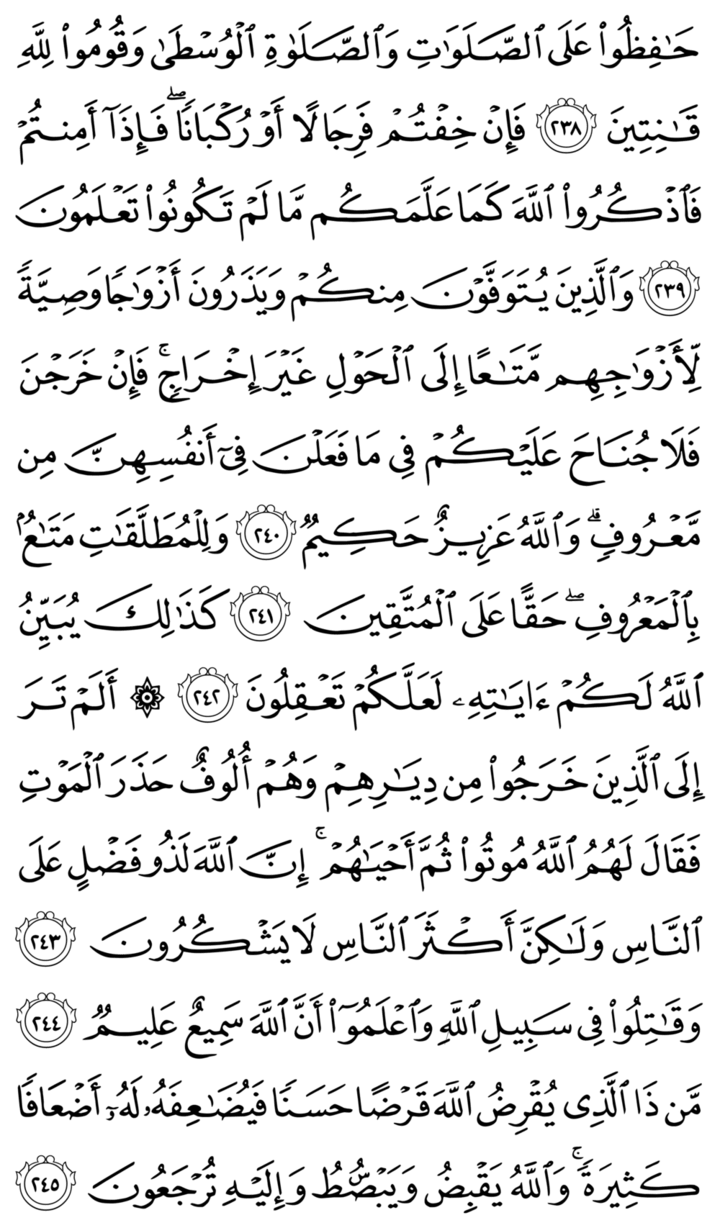 حَٰفِظُوا۟ عَلَى ٱلصَّلَوَٰتِ وَٱلصَّلَوٰةِ ٱلْوُسْطَىٰ وَقُومُوا۟ لِلَّهِ
قَٰنِتِينَ ٢٣٨ فَإِنْ خِفْتُمْ فَرِجَالًا أَوْ رُكْبَانًا ۖ فَإِذَآ أَمِنتُمْ
فَٱذْكُرُوا۟ ٱللَّهَ كَمَا عَلَّمَكُم مَّا لَمْ تَكُونُوا۟ تَعْلَمُونَ
٢٣٩ وَٱلَّذِينَ يُتَوَفَّوْنَ مِنكُمْ وَيَذَرُونَ أَزْوَٰجًا وَصِيَّةً
لِّأَزْوَٰجِهِم مَّتَٰعًا إِلَى ٱلْحَوْلِ غَيْرَ إِخْرَاجٍ ۚ فَإِنْ خَرَجْنَ
فَلَا جُنَاحَ عَلَيْكُمْ فِى مَا فَعَلْنَ فِىٓ أَنفُسِهِنَّ مِن
مَّعْرُوفٍ ۗ وَٱللَّهُ عَزِيزٌ حَكِيمٌ ٢٤٠ وَلِلْمُطَلَّقَٰتِ مَتَٰعٌۢ
بِٱلْمَعْرُوفِ ۖ حَقًّا عَلَى ٱلْمُتَّقِينَ ٢٤١ كَذَٰلِكَ يُبَيِّنُ
ٱللَّهُ لَكُمْ ءَايَٰتِهِۦ لَعَلَّكُمْ تَعْقِلُونَ ٢٤٢ ۞ أَلَمْ تَرَ
إِلَى ٱلَّذِينَ خَرَجُوا۟ مِن دِيَٰرِهِمْ وَهُمْ أُلُوفٌ حَذَرَ ٱلْمَوْتِ
فَقَالَ لَهُمُ ٱللَّهُ مُوتُوا۟ ثُمَّ أَحْيَٰهُمْ ۚ إِنَّ ٱللَّهَ لَذُو فَضْلٍ عَلَى
ٱلنَّاسِ وَلَٰكِنَّ أَكْثَرَ ٱلنَّاسِ لَا يَشْكُرُونَ ٢٤٣
وَقَٰتِلُوا۟ فِى سَبِيلِ ٱللَّهِ وَٱعْلَمُوٓا۟ أَنَّ ٱللَّهَ سَمِيعٌ عَلِيمٌ ٢٤٤
مَّن ذَا ٱلَّذِى يُقْرِضُ ٱللَّهَ قَرْضًا حَسَنًا فَيُضَٰعِفَهُۥ لَهُۥٓ أَضْعَافًا
كَثِيرَةً ۚ وَٱللَّهُ يَقْبِضُ وَيَبْصُۜطُ وَإِلَيْهِ تُرْجَعُونَ ٢٤٥